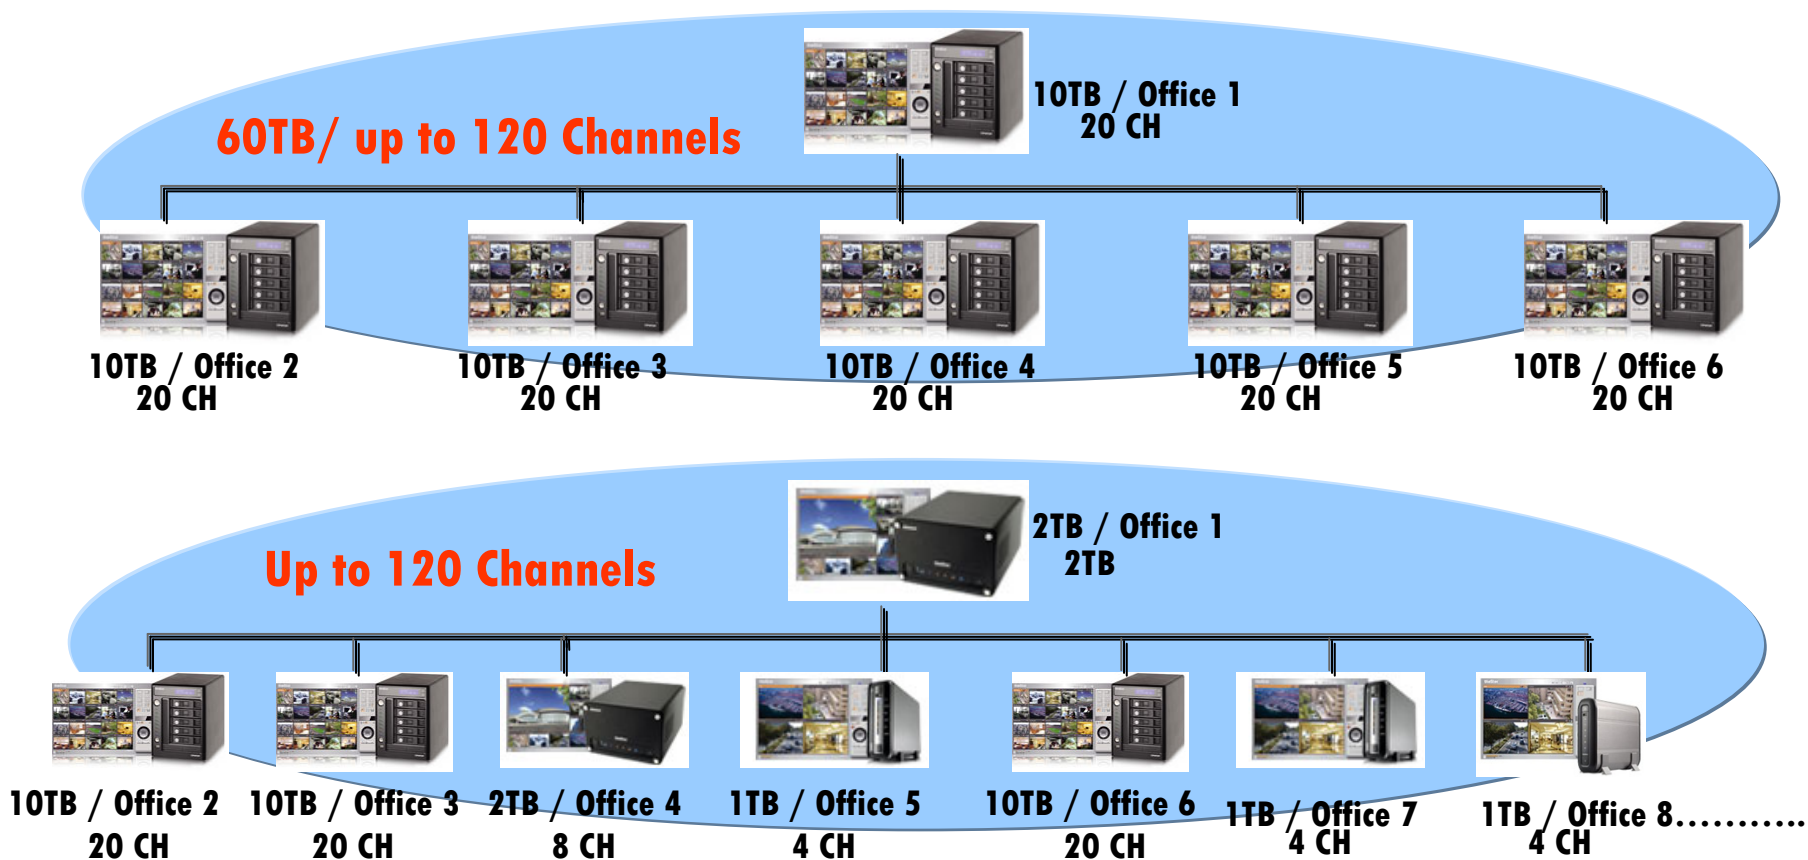 10TB / Office 1
20 CH
60TB/ up to 120 Channels
10TB / Office 2
20 CH
10TB / Office 3
20 CH
10TB / Office 4
20 CH
10TB / Office 5
20 CH
10TB / Office 6
20 CH
2TB / Office 1
2TB
Up to 120 Channels
10TB / Office 2
20 CH
10TB / Office 3
20 CH
2TB / Office 4
8 CH
1TB / Office 5
4 CH
10TB / Office 6
20 CH
1TB / Office 7
4 CH
1TB / Office 8...........
4 CH